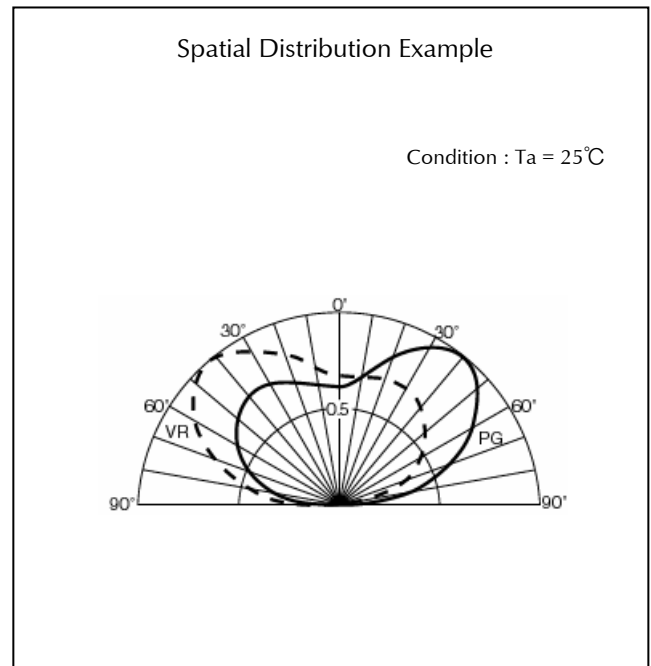 Spatial Distribution Example
Condition : Ta = 25℃
0°
30° 30°
0.5
60° 60°
VR PG
90° 90°